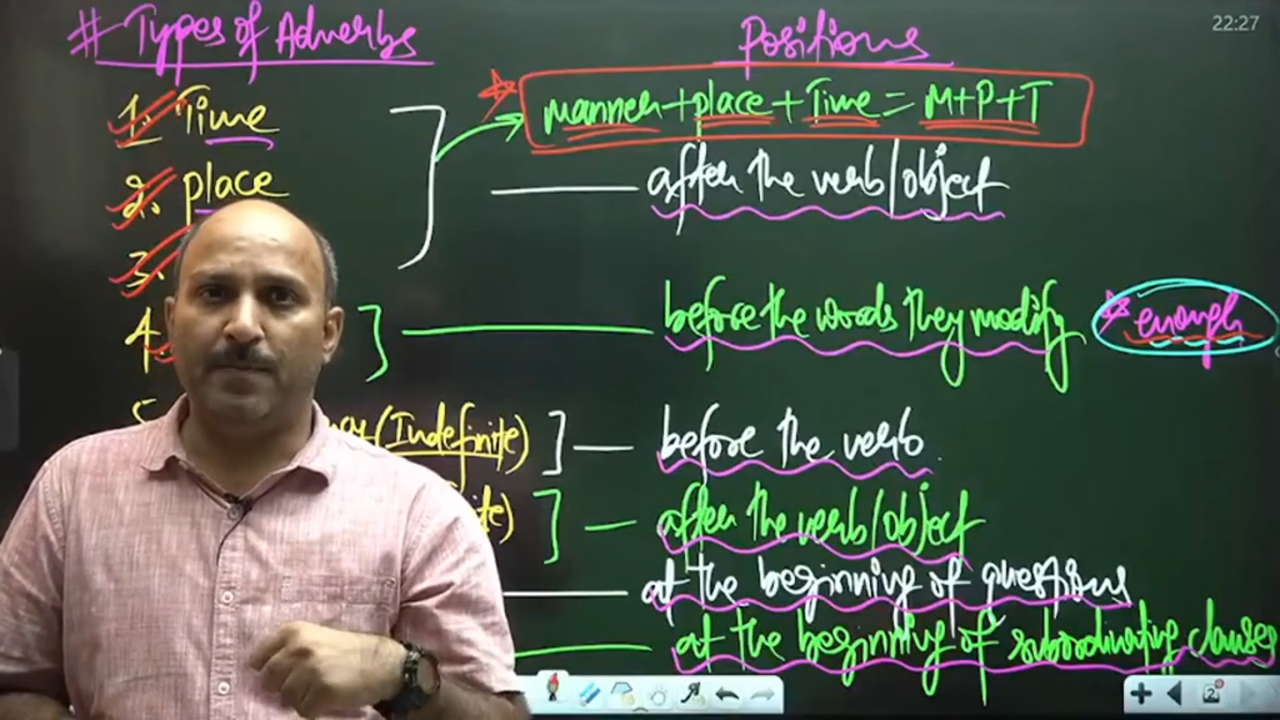 22:27
# Types of Adverbs Positions
1. Time manner + place + Time = M+P+T
2. place after the verb/object
3.
4. before the words they modify enough
5. (Indefinite) before the verb.
after the verb/object
at the beginning of questions
at the beginning of subordinating clauses
2